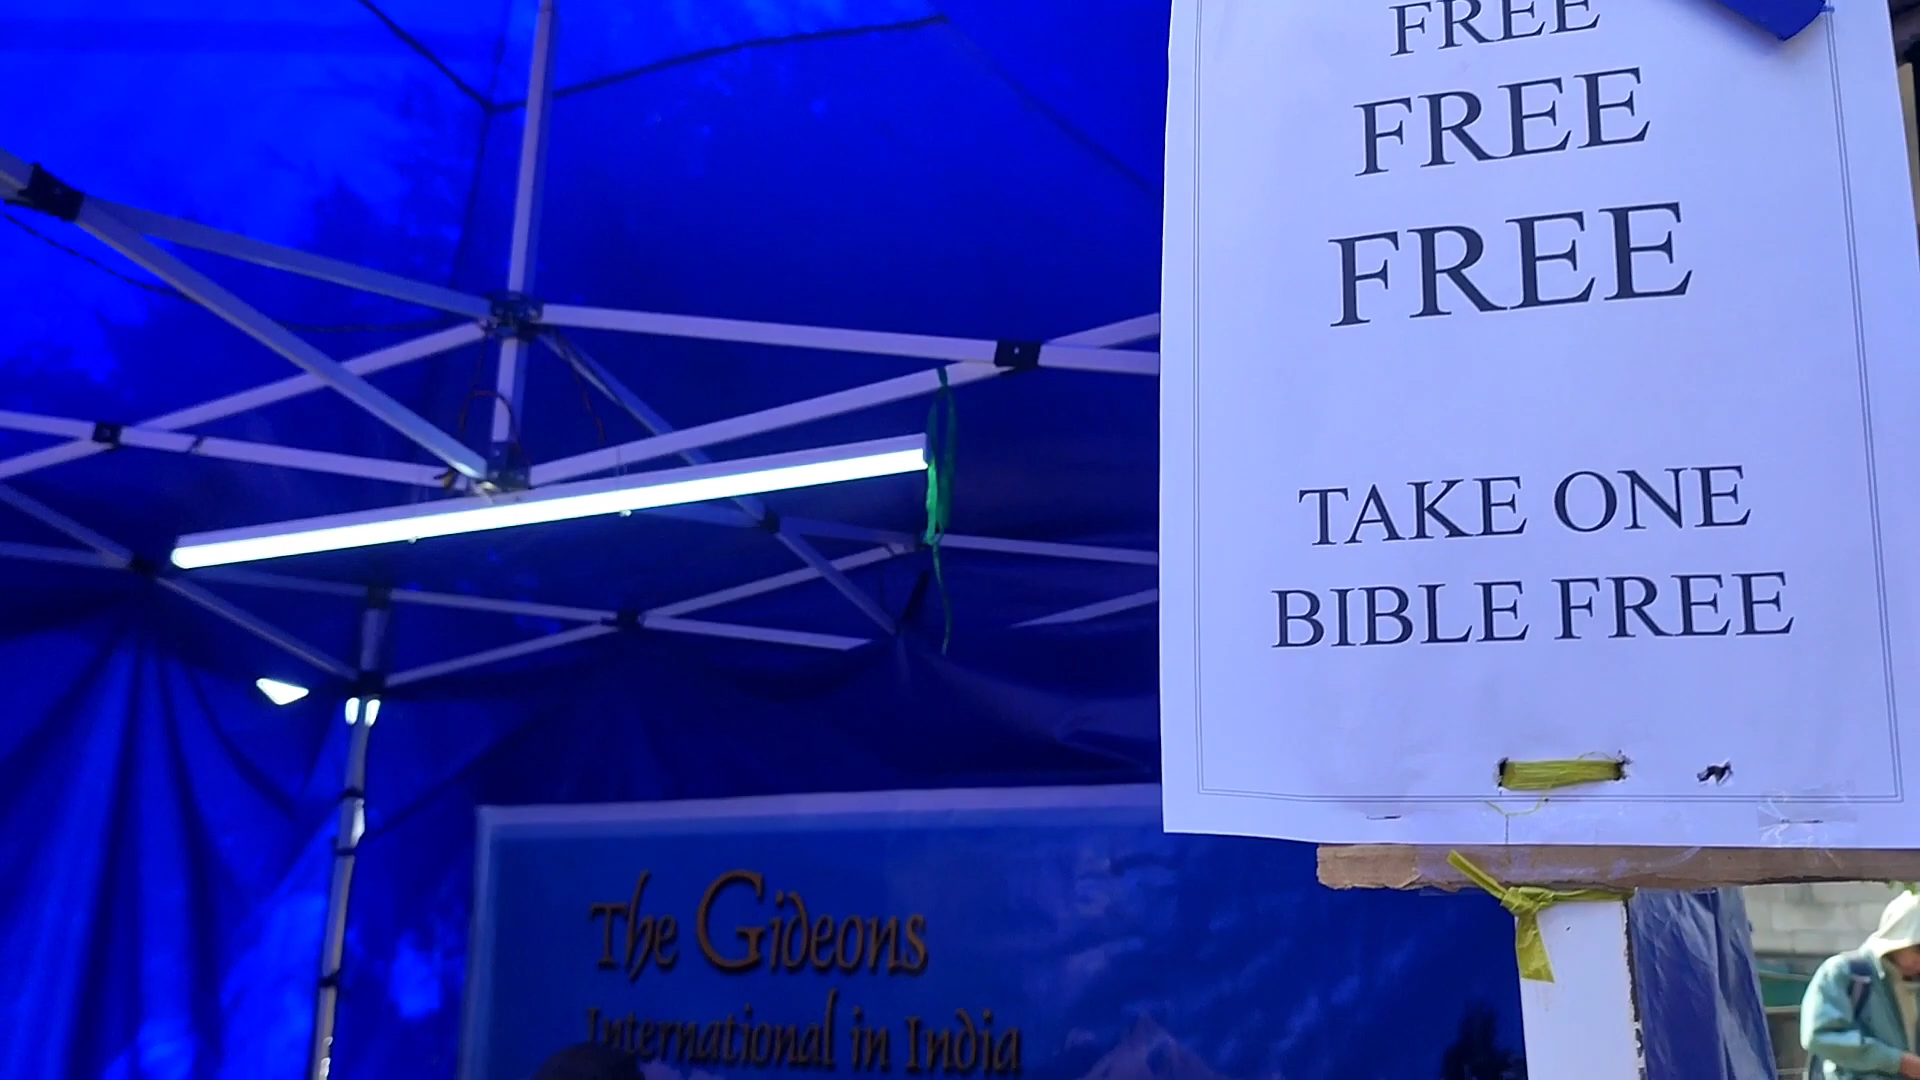 FREE
FREE
FREE
TAKE ONE
BIBLE FREE
The Gideons
International in India